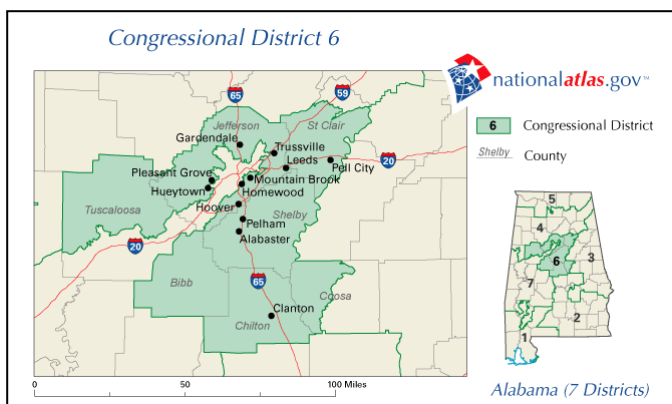 Congressional District 6
nationalatlas.gov™
6 Congressional District
Shelby County
65
59
Jefferson
St Clair
Gardendale
Trussville
Leeds
20
Pell City
Pleasant Grove
Mountain Brook
Hueytown
Homewood
Tuscaloosa
Hoover
Shelby
Pelham
Alabaster
20
Bibb
65
Coosa
Clanton
Chilton
5
4
6
3
7
2
1
0
50
100 Miles
Alabama (7 Districts)